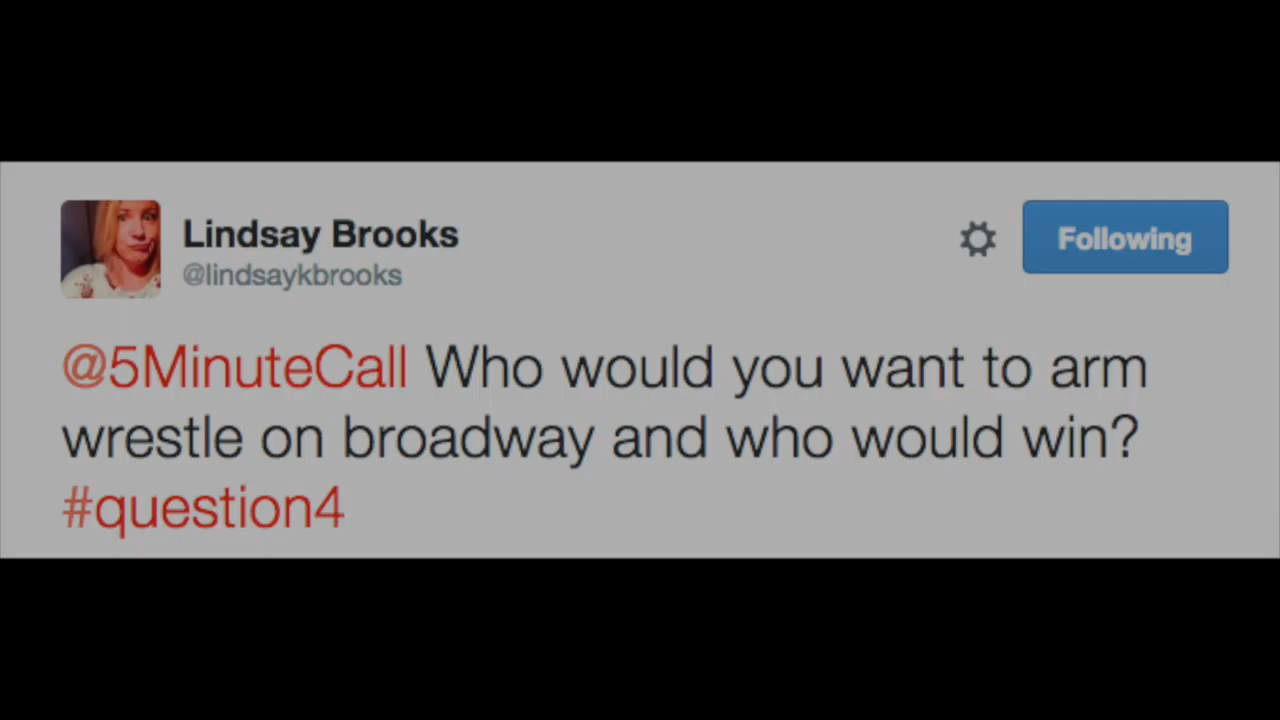 Lindsay Brooks
@lindsaykbrooks
Following
@5MinuteCall Who would you want to arm
wrestle on broadway and who would win?
#question4